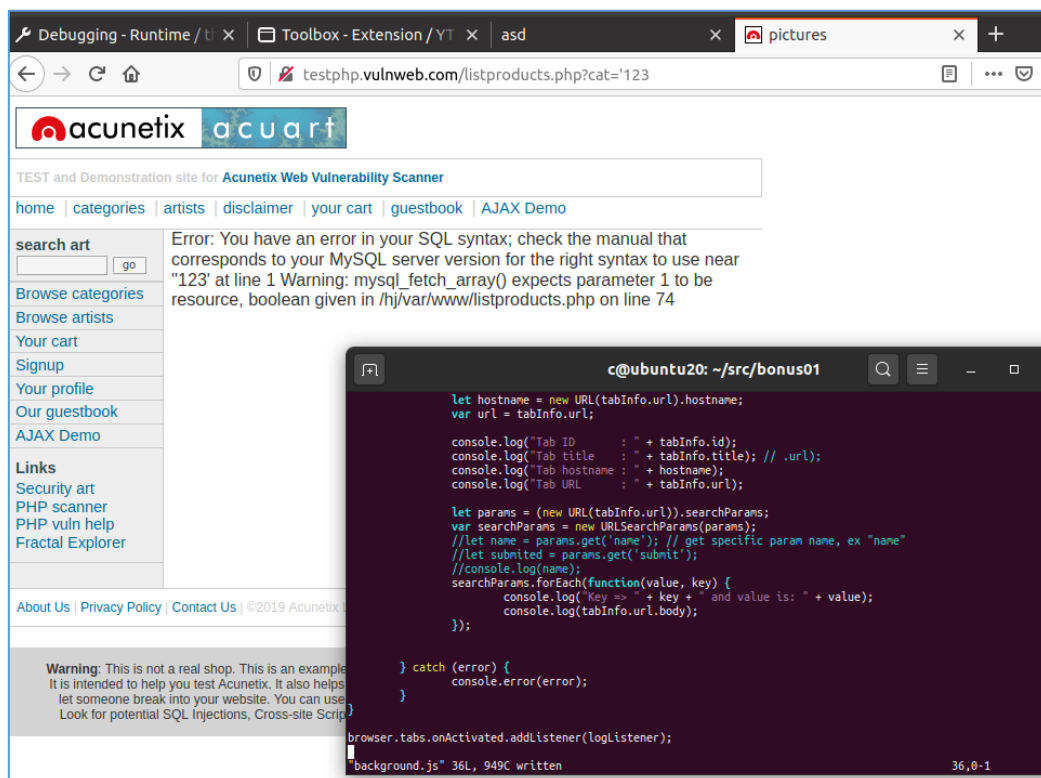 Debugging - Runtime / th
Toolbox - Extension / YT
asd
pictures
testphp.vulnweb.com/listproducts.php?cat='123
acunetix acuart
TEST and Demonstration site for Acunetix Web Vulnerability Scanner
home | categories | artists | disclaimer | your cart | guestbook | AJAX Demo
search art
go
Browse categories
Browse artists
Your cart
Signup
Your profile
Our guestbook
AJAX Demo
Links
Security art
PHP scanner
PHP vuln help
Fractal Explorer
Error: You have an error in your SQL syntax; check the manual that
corresponds to your MySQL server version for the right syntax to use near
''123' at line 1 Warning: mysql_fetch_array() expects parameter 1 to be
resource, boolean given in /hj/var/www/listproducts.php on line 74
About Us | Privacy Policy | Contact Us | ©2019 Acunetix
Warning: This is not a real shop. This is an example
It is intended to help you test Acunetix. It also helps
let someone break into your website. You can use
Look for potential SQL Injections, Cross-site Scrip
c@ubuntu20: ~/src/bonus01
let hostname = new URL(tabInfo.url).hostname;
var url = tabInfo.url;
console.log("Tab ID : " + tabInfo.id);
console.log("Tab title : " + tabInfo.title); // .url);
console.log("Tab hostname : " + hostname);
console.log("Tab URL : " + tabInfo.url);
let params = (new URL(tabInfo.url)).searchParams;
var searchParams = new URLSearchParams(params);
//let name = params.get('name'); // get specific param name, ex "name"
//let submited = params.get('submit');
//console.log(name);
searchParams.forEach(function(value, key) {
console.log("Key => " + key + " and value is: " + value);
console.log(tabInfo.url.body);
});
} catch (error) {
console.error(error);
}
}
browser.tabs.onActivated.addListener(logListener);
"background.js" 36L, 949C written 36,0-1